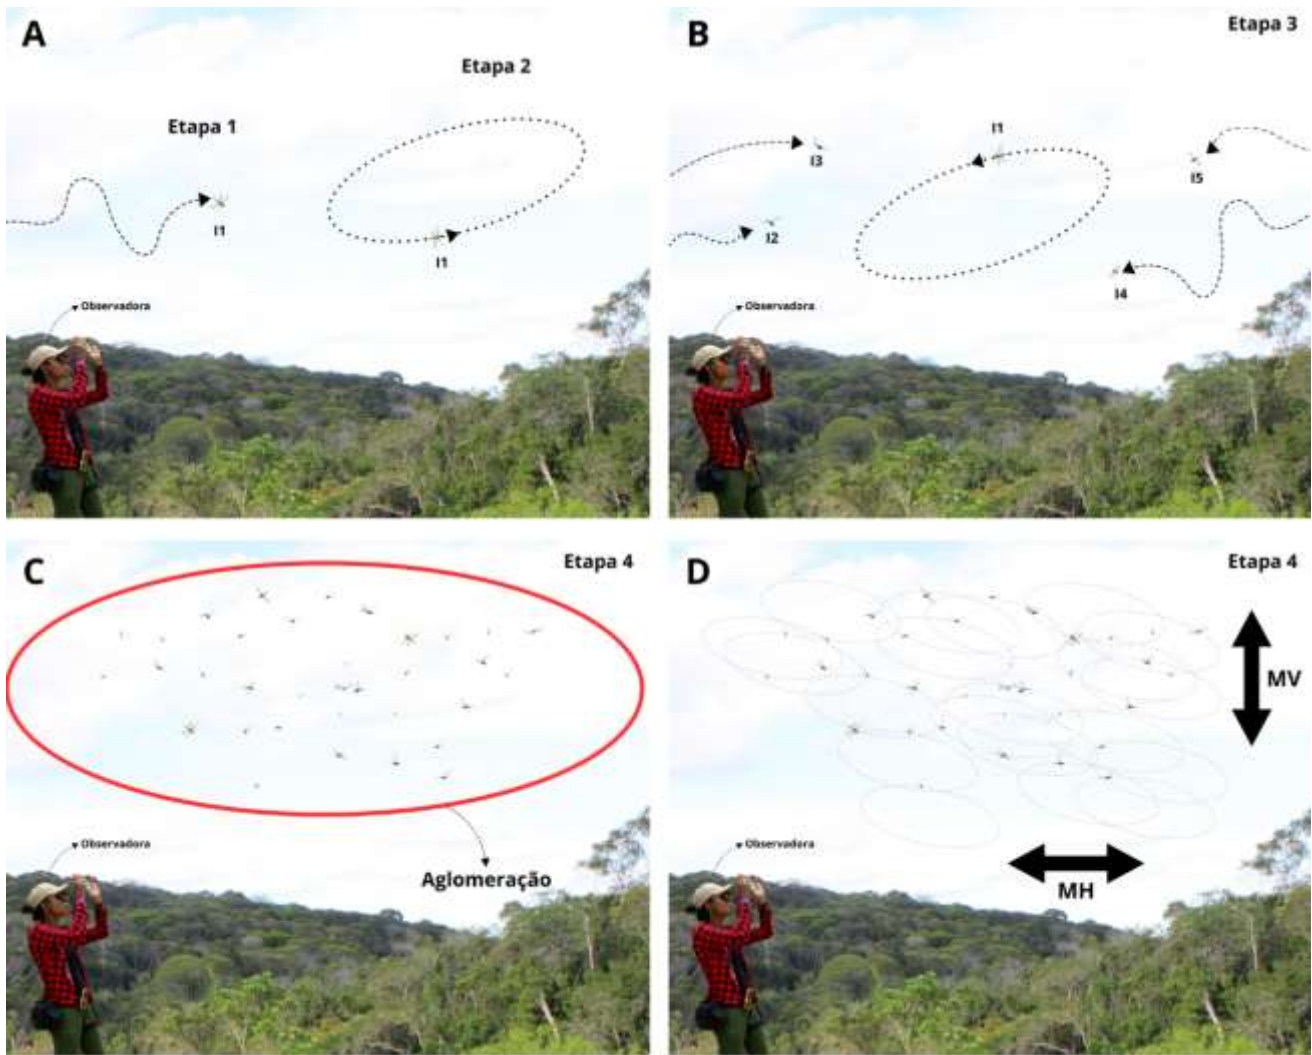 A
Etapa 2
Etapa 1
I1
I1
Observadora
B
Etapa 3
I1
I3
I5
I2
I4
Observadora
C
Etapa 4
Observadora
Aglomeração
D
Etapa 4
MV
Observadora
MH